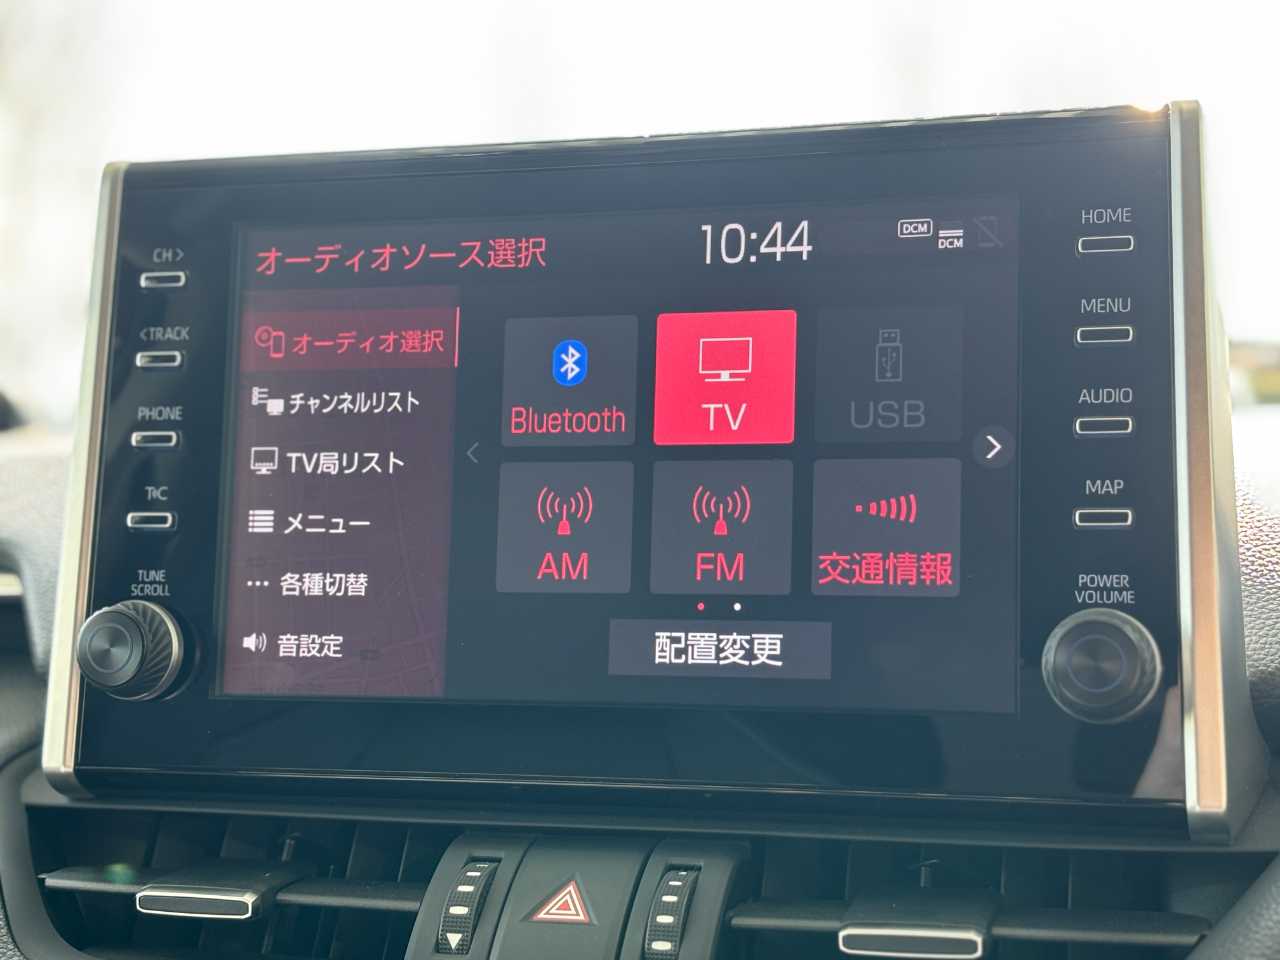 オーディオソース選択
10:44
DCM
DCM
CH >
<TRACK
PHONE
T®C
TUNE
SCROLL
オーディオ選択
チャンネルリスト
TV局リスト
メニュー
各種切替
音設定
Bluetooth
TV
USB
AM
FM
交通情報
配置変更
HOME
MENU
AUDIO
MAP
POWER
VOLUME